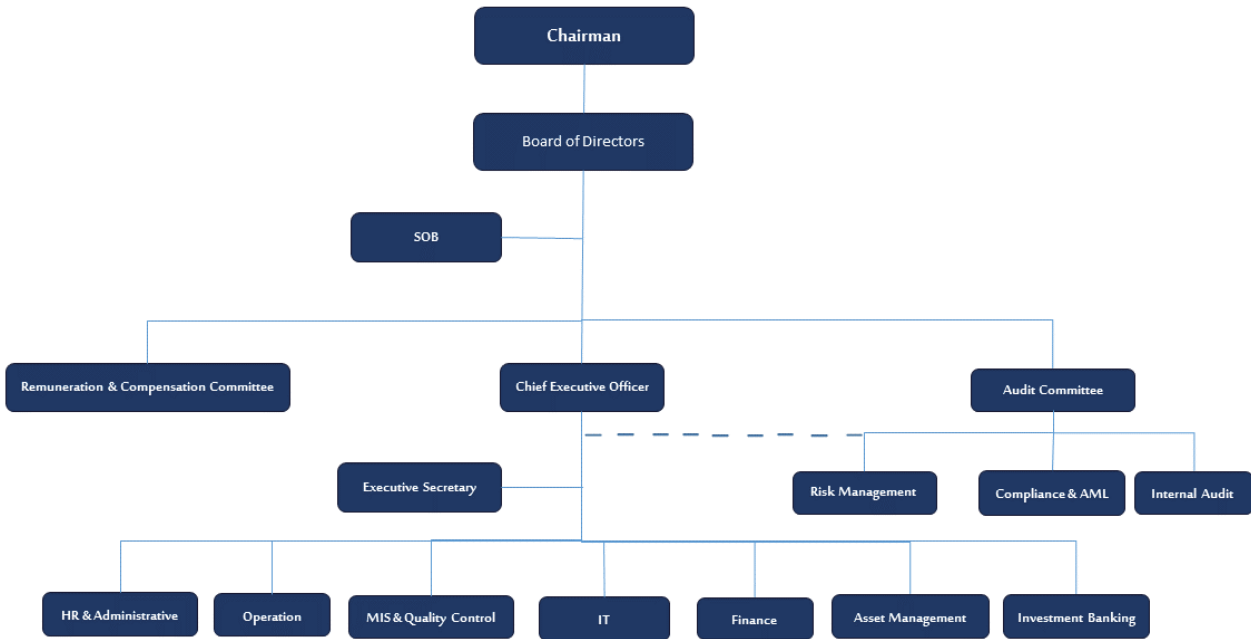 Chairman
Board of Directors
SOB
Remuneration & Compensation Committee
Chief Executive Officer
Audit Committee
Executive Secretary
Risk Management
Compliance & AML
Internal Audit
HR & Administrative
Operation
MIS & Quality Control
IT
Finance
Asset Management
Investment Banking